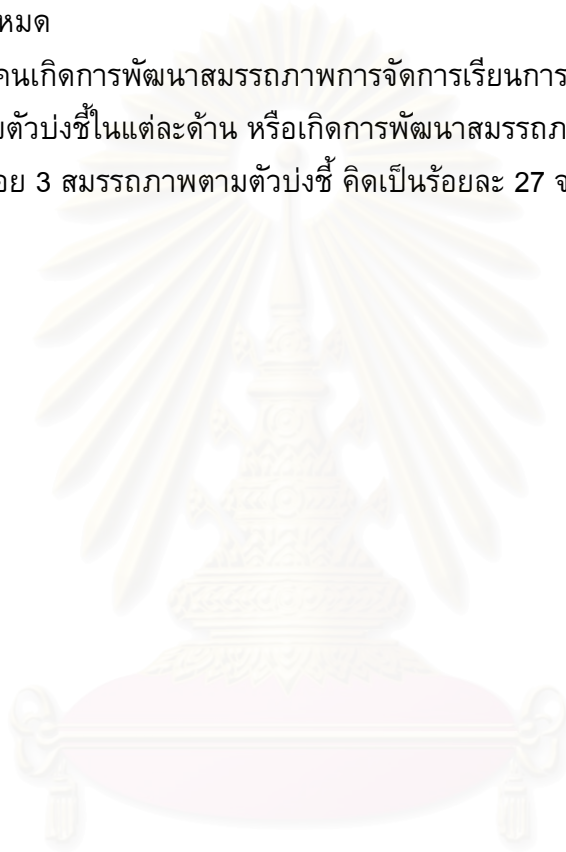 หมด
คนเกิดการพัฒนาสมรรถภาพการจัดการเรียนการ
ตัวบ่งชี้ในแต่ละด้าน หรือเกิดการพัฒนาสมรรถภ
อย 3 สมรรถภาพตามตัวบ่งชี้ คิดเป็นร้อยละ 27 จ